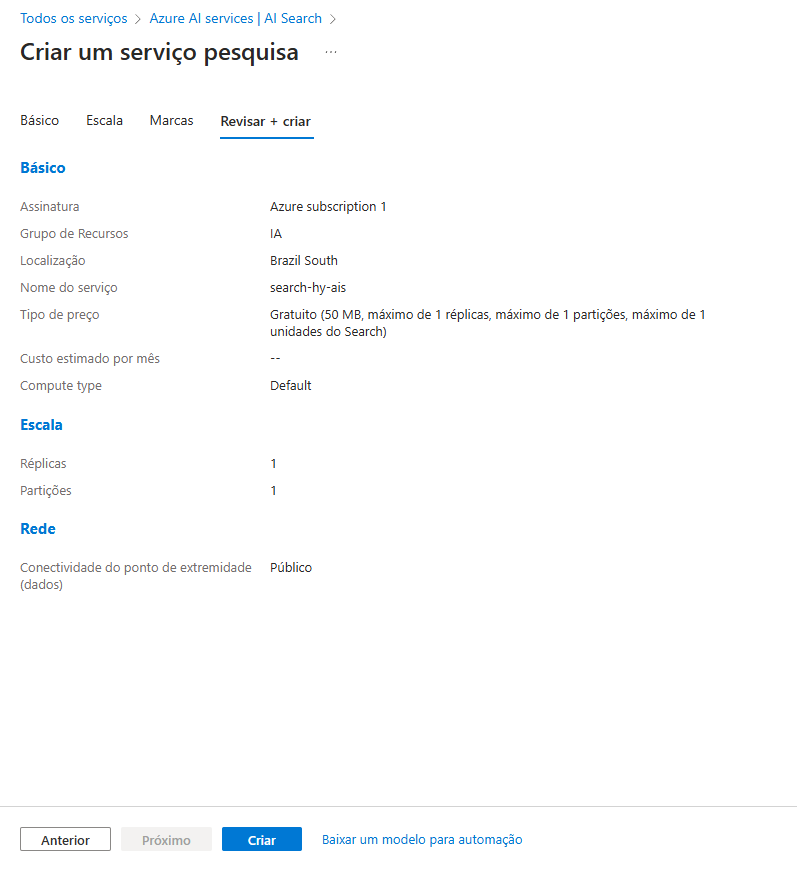 Todos os serviços > Azure AI services | AI Search >
Criar um serviço pesquisa ...
Básico Escala Marcas Revisar + criar
Básico
Assinatura Azure subscription 1
Grupo de Recursos IA
Localização Brazil South
Nome do serviço search-hy-ais
Tipo de preço Gratuito (50 MB, máximo de 1 réplicas, máximo de 1 partições, máximo de 1
unidades do Search)
Custo estimado por mês --
Compute type Default
Escala
Réplicas 1
Partições 1
Rede
Conectividade do ponto de extremidade Público
(dados)
Anterior Próximo Criar Baixar um modelo para automação